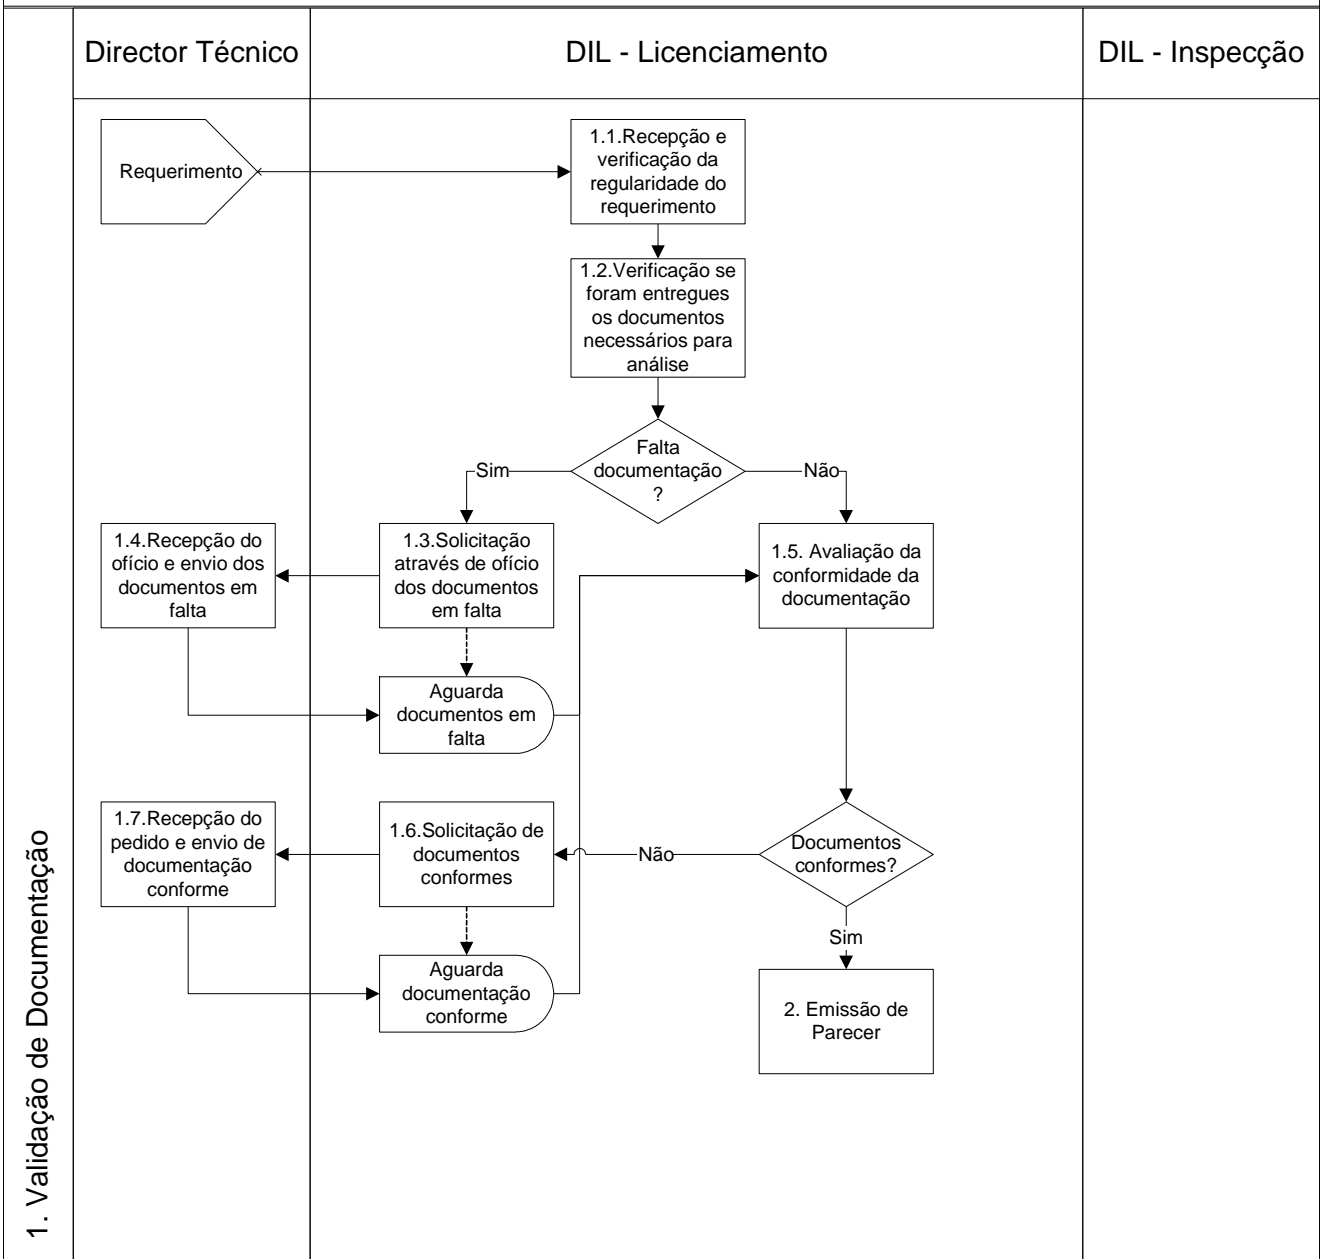 Director Técnico
DIL - Licenciamento
DIL - Inspecção
1. Validação de Documentação
Requerimento
1.1.Recepção e
verificação da
regularidade do
requerimento
1.2.Verificação se
foram entregues
os documentos
necessários para
análise
Falta
documentação
?
Sim
Não
1.4.Recepção do
ofício e envio dos
documentos em
falta
1.3.Solicitação
através de ofício
dos documentos
em falta
1.5. Avaliação da
conformidade da
documentação
Aguarda
documentos em
falta
1.7.Recepção do
pedido e envio de
documentação
conforme
1.6.Solicitação de
documentos
conformes
Não
Documentos
conformes?
Sim
Aguarda
documentação
conforme
2. Emissão de
Parecer